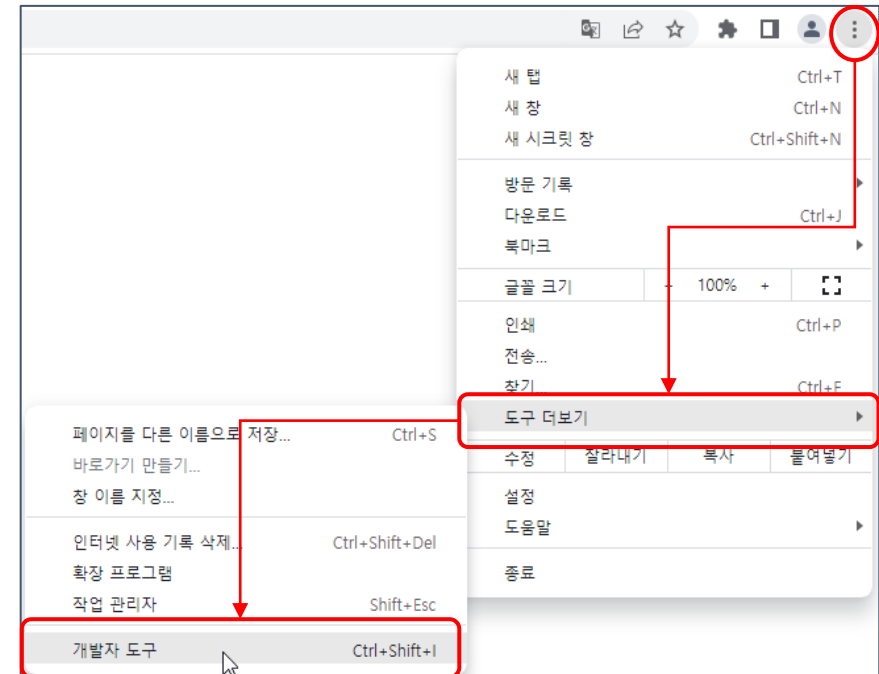 새 탭 Ctrl+T
새 창 Ctrl+N
새 시크릿 창 Ctrl+Shift+N
방문 기록
다운로드 Ctrl+J
북마크
글꼴 크기 - 100% +
인쇄 Ctrl+P
전송...
찾기... Ctrl+F
도구 더보기
수정 잘라내기 복사 붙여넣기
설정
도움말
종료
페이지를 다른 이름으로 저장... Ctrl+S
바로가기 만들기...
창 이름 지정...
인터넷 사용 기록 삭제... Ctrl+Shift+Del
확장 프로그램
작업 관리자 Shift+Esc
개발자 도구 Ctrl+Shift+I